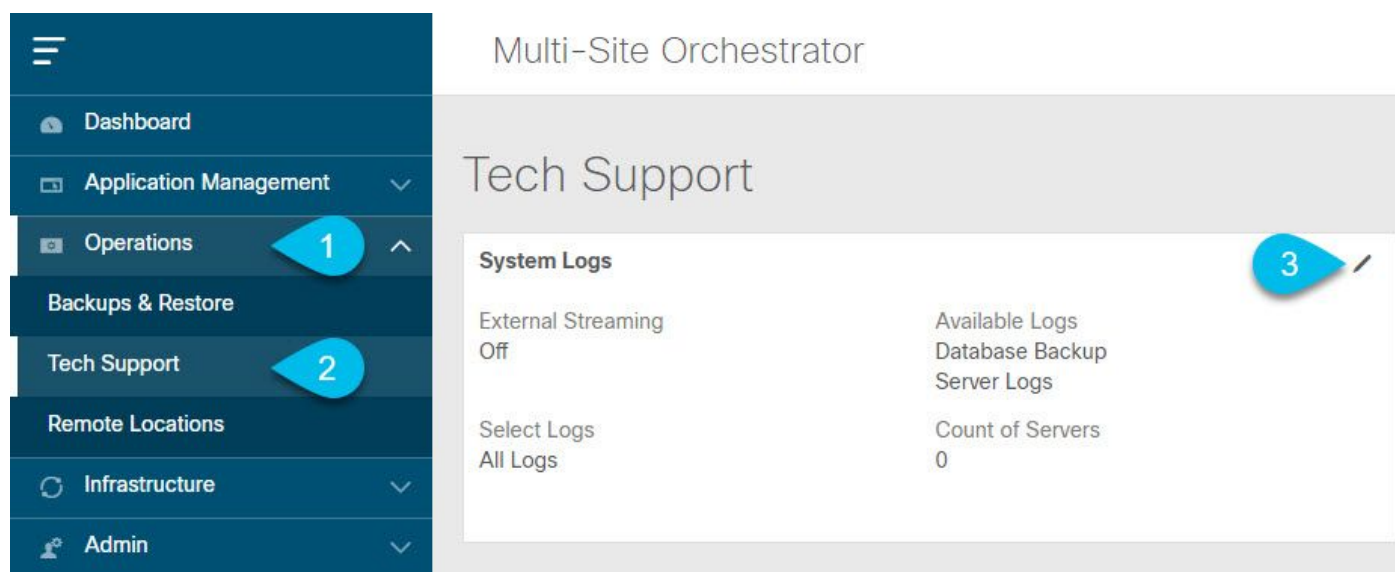 Multi-Site Orchestrator
Dashboard
Application Management
Operations
1
Backups & Restore
Tech Support
2
Remote Locations
Infrastructure
Admin
Tech Support
System Logs
3
External Streaming
Off
Available Logs
Database Backup
Server Logs
Select Logs
All Logs
Count of Servers
0